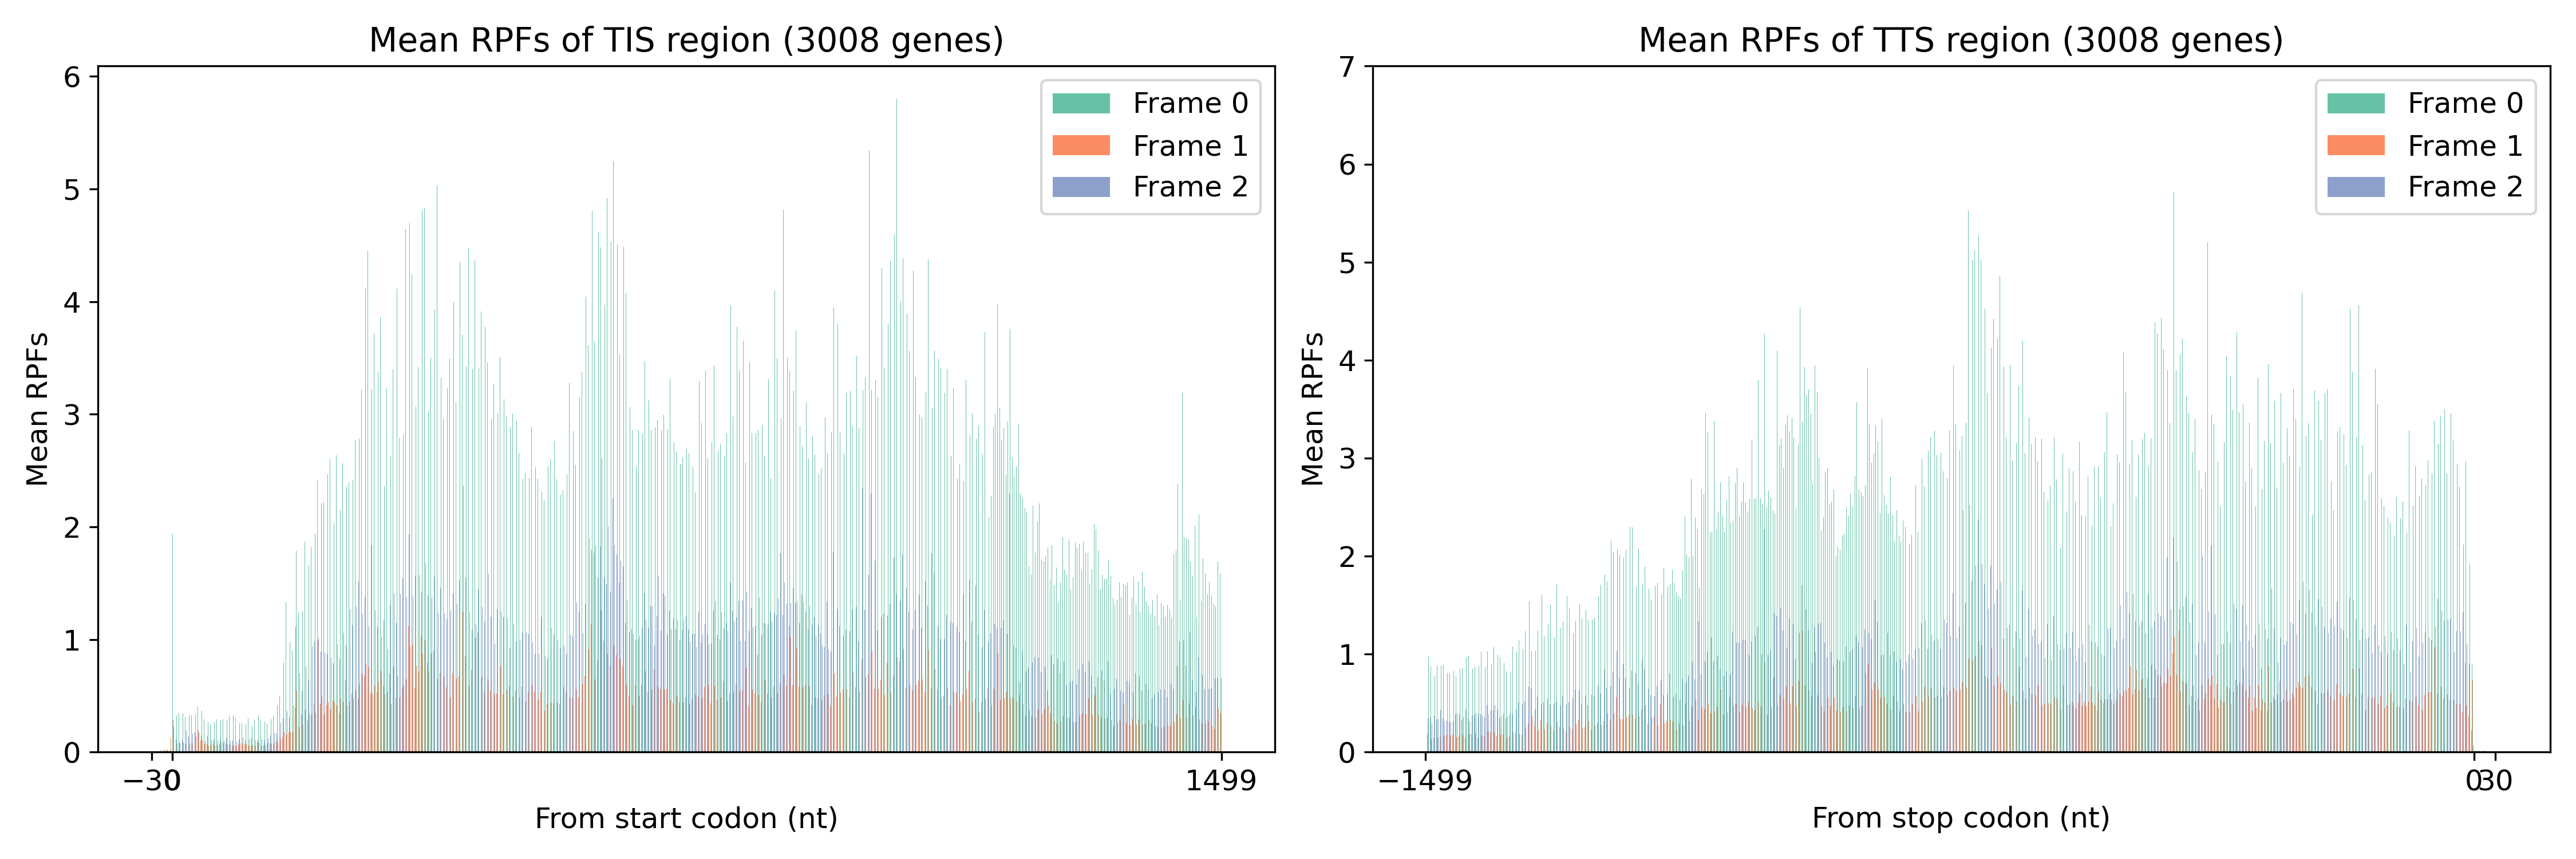 Mean RPFs of TIS region (3008 genes)
6
5
4
3
2
1
0
Mean RPFs
Frame 0
Frame 1
Frame 2
−30
0
1499
From start codon (nt)
Mean RPFs of TTS region (3008 genes)
7
6
5
4
3
2
1
0
Mean RPFs
Frame 0
Frame 1
Frame 2
−1499
0
30
From stop codon (nt)